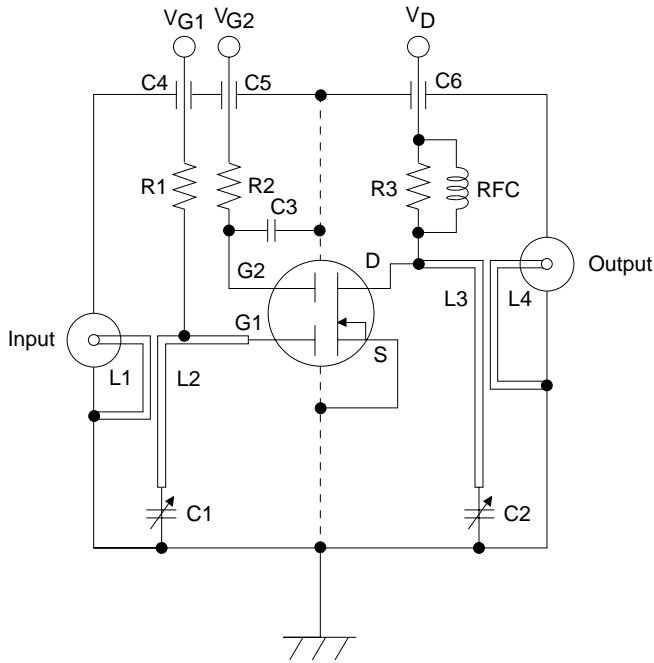 VG1 VG2 VD
C4 C5 C6
R1 R2 R3 RFC
C3
G2 D
Output
L3 L4
G1
Input
S
L1 L2
C1 C2